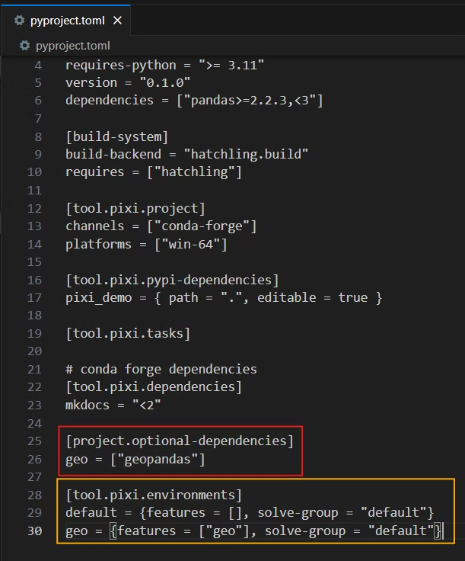 pyproject.toml ×
pyproject.toml
4 requires-python = ">= 3.11"
5 version = "0.1.0"
6 dependencies = ["pandas>=2.2.3,<3"]
7
8 [build-system]
9 build-backend = "hatchling.build"
10 requires = ["hatchling"]
11
12 [tool.pixi.project]
13 channels = ["conda-forge"]
14 platforms = ["win-64"]
15
16 [tool.pixi.pypi-dependencies]
17 pixi_demo = { path = ".", editable = true }
18
19 [tool.pixi.tasks]
20
21 # conda forge dependencies
22 [tool.pixi.dependencies]
23 mkdocs = "<2"
24
25 [project.optional-dependencies]
26 geo = ["geopandas"]
27
28 [tool.pixi.environments]
29 default = {features = [], solve-group = "default"}
30 geo = {features = ["geo"], solve-group = "default"}